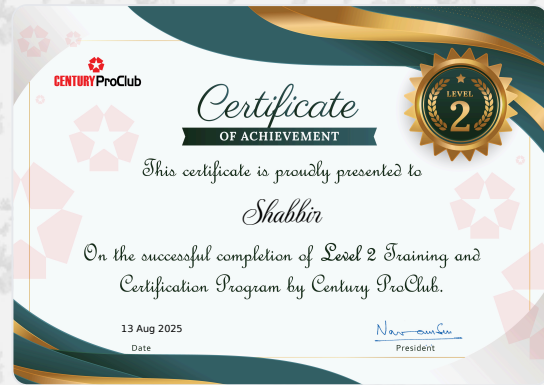 CENTURY ProClub
Certificate
OF ACHIEVEMENT
LEVEL
2
This certificate is proudly presented to
Shabbir
On the successful completion of Level 2 Training and
Certification Program by Century ProClub.
13 Aug 2025
Date
President